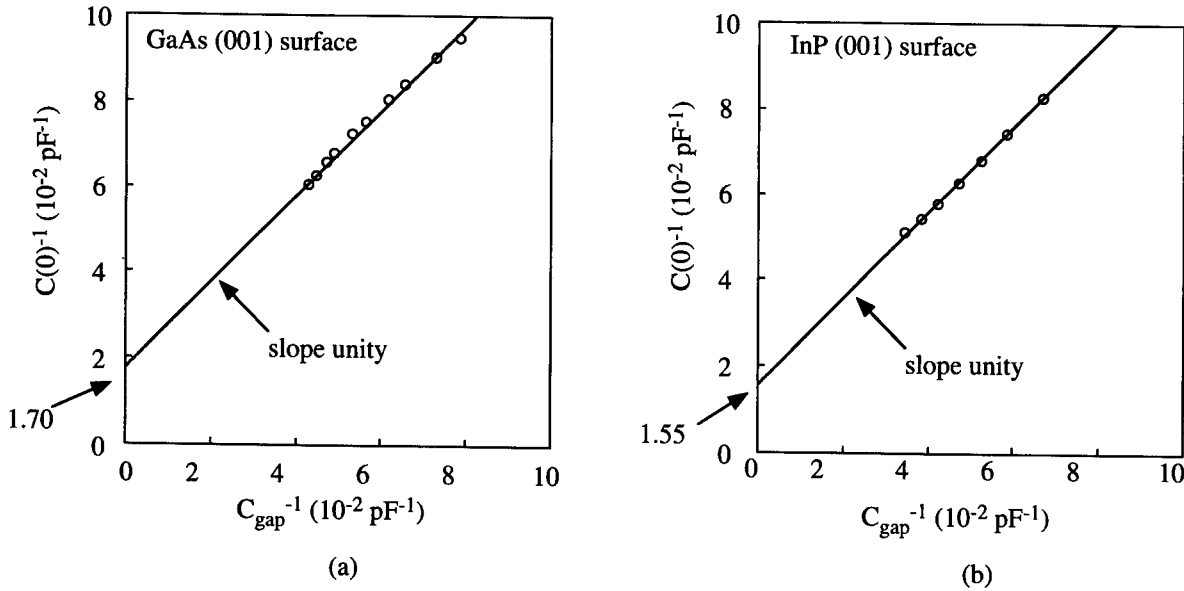 10
8
6
4
2
0
C(0)⁻¹ (10⁻² pF⁻¹)
GaAs (001) surface
slope unity
1.70
0 2 4 6 8 10
C_gap⁻¹ (10⁻² pF⁻¹)
(a)
10
8
6
4
2
0
C(0)⁻¹ (10⁻² pF⁻¹)
InP (001) surface
slope unity
1.55
0 2 4 6 8 10
C_gap⁻¹ (10⁻² pF⁻¹)
(b)